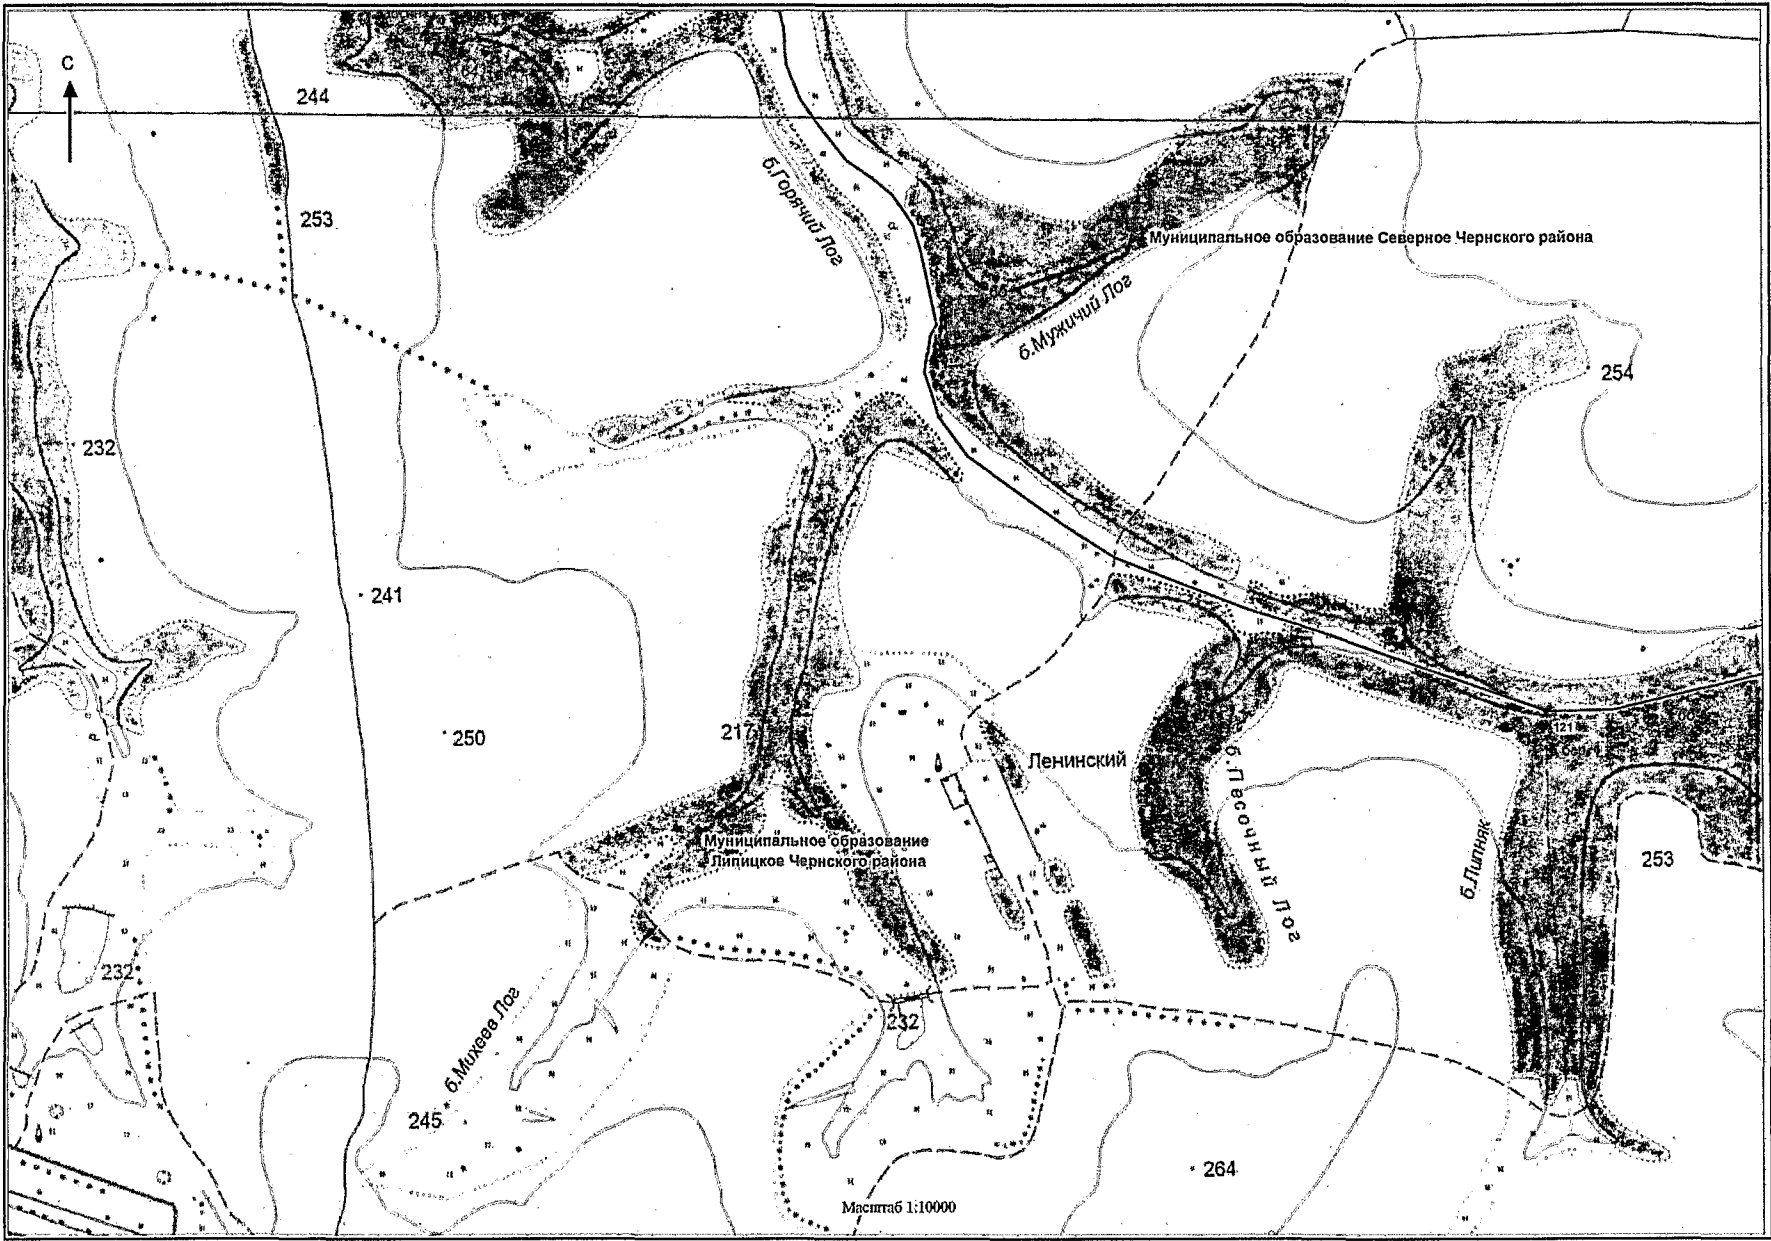 С
244
253
б.Горячий Лог
Муниципальное образование Северное Чернского района
б.Мужичий Лог
254
232
241
250
217
Ленинский
121
б.Песочный Лог
Муниципальное образование
Липицкое Чернского района
б.Липняк
253
232
232
б.Михеев Лог
245
264
Масштаб 1:10000